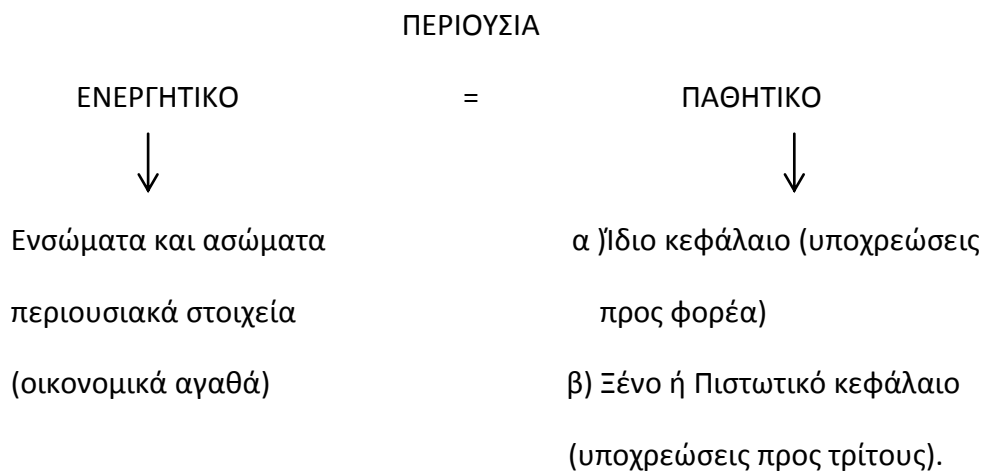 ΠΕΡΙΟΥΣΙΑ
ΕΝΕΡΓΗΤΙΚΟ = ΠΑΘΗΤΙΚΟ
Ενσώματα και ασώματα
περιουσιακά στοιχεία
(οικονομικά αγαθά)
α )Ίδιο κεφάλαιο (υποχρεώσεις
προς φορέα)
β) Ξένο ή Πιστωτικό κεφάλαιο
(υποχρεώσεις προς τρίτους).